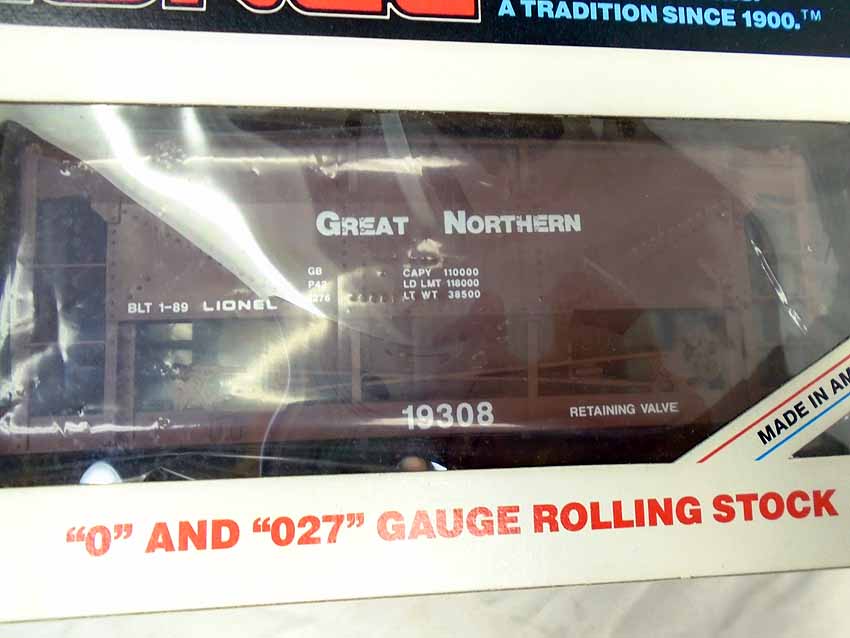 A TRADITION SINCE 1900.™
GREAT NORTHERN
GB CAPY 110000
LD LMT 118000
LT WT 38500
BLT 1-89 LIONEL
19308 RETAINING VALVE
MADE IN
"0" AND "027" GAUGE ROLLING STOCK